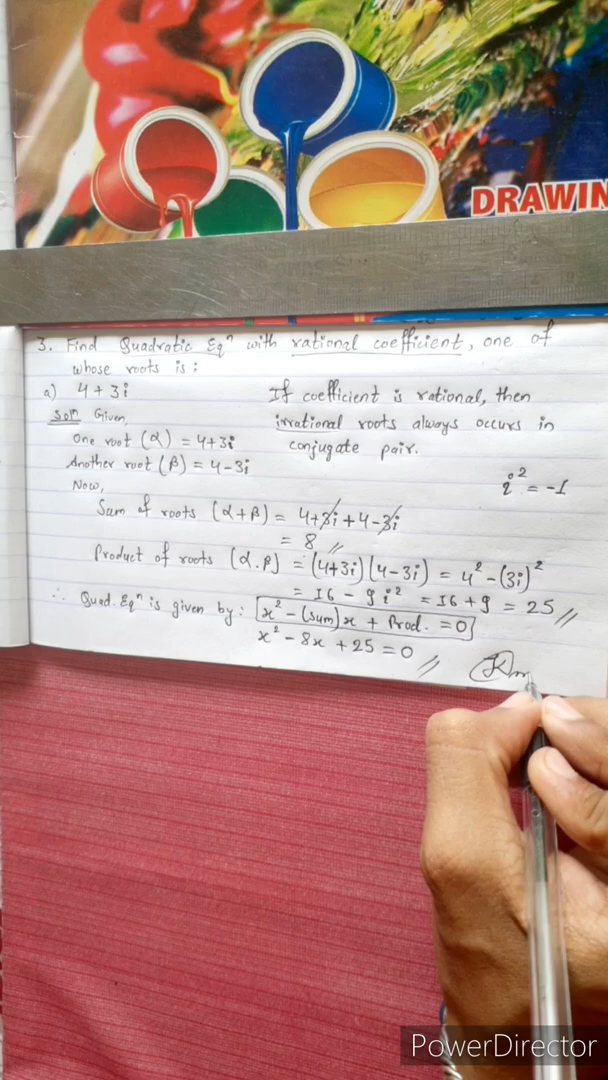 DRAWIN
3. Find Quadratic Eqⁿ with rational coefficient, one of
whose roots is :
a) 4 + 3i
If coefficient is rational, then
irrational roots always occurs in
conjugate pair.
Solⁿ Given,
One root (α) = 4+3i
Another root (β) = 4-3i
i² = -1
Now,
Sum of roots (α+β) = 4+3i + 4-3i
= 8 //
Product of roots (α.β) = (4+3i)(4-3i) = 4² - (3i)²
= 16 - 9i² = 16 + 9 = 25 //
∴ Quad. Eqⁿ is given by : x² - (sum)x + Prod. = 0
x² - 8x + 25 = 0 //
PowerDirector